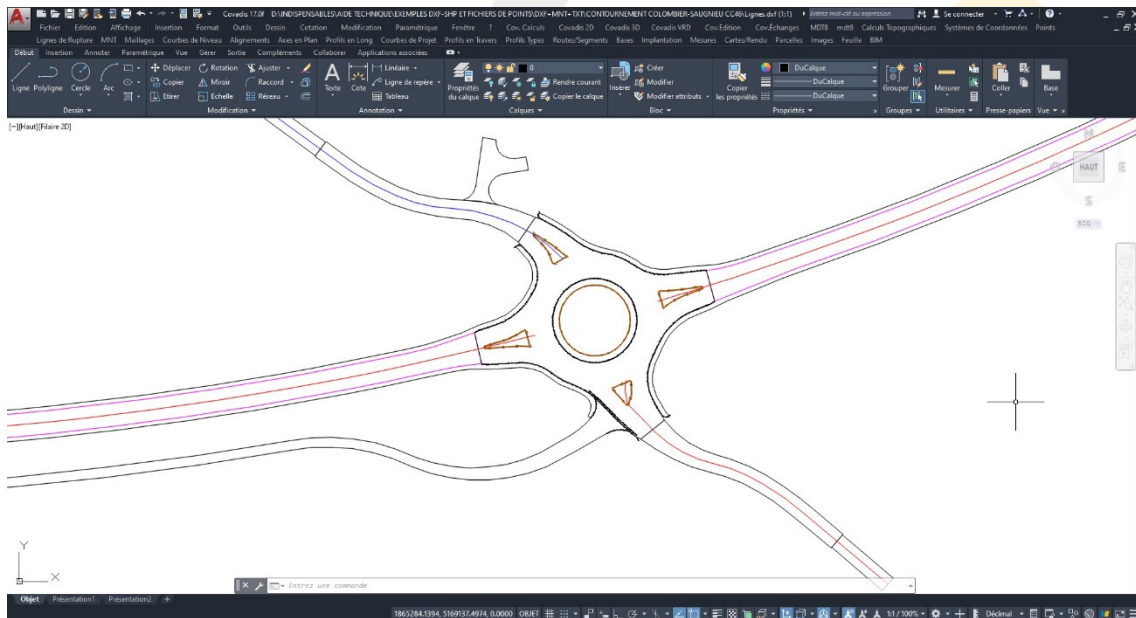 A Covadis 17.0f D:\INDISPENSABLES\AIDE TECHNIQUE\EXEMPLES DXF-SHP ET FICHIERS DE POINTS\DXF+MNT+TXT\CONTOURNEMENT COLOMBIER-SAUGNIEU CC46\Lignes.dxf (1:1) Entrez mot-clé ou expression Se connecter
Fichier Edition Affichage Insertion Format Outils Dessin Cotation Modification Paramétrique Fenêtre ? Cov.Calculs Covadis 2D Covadis 3D Covadis VRD Cov.Edition Cov.Échanges MDT8 mdt8 Calculs Topographiques Systèmes de Coordonnées Points
Lignes de Rupture MNT Maillages Courbes de Niveau Alignements Axes en Plan Profils en Long Courbes de Projet Profils en Travers Profils Types Routes/Segments Bases Implantation Mesures Cartes/Rendu Parcelles Images Feuille BIM
Début Insertion Annoter Paramétrique Vue Gérer Sortie Compléments Collaborer Applications associées
Ligne Polyligne Cercle Arc Déplacer Rotation Ajuster Texte Cote Linéaire Propriétés du calque 0 Insérer Créer Copier les propriétés DuCalque Grouper Mesurer Coller Base
Copier Miroir Raccord Ligne de repère Rendre courant Modifier
Etirer Echelle Réseau Tableau Copier le calque Modifier attributs DuCalque
Dessin Modification Annotation Calques Bloc Propriétés Groupes Utilitaires Presse-papiers Vue
[−][Haut][Filaire 2D]
N
O HAUT E
S
SCG
Y
X
Entrez une commande
Objet Présentation1 Présentation2 +
1865284.1394, 5169137.4974, 0.0000 OBJET 1:1 / 100% Décimal